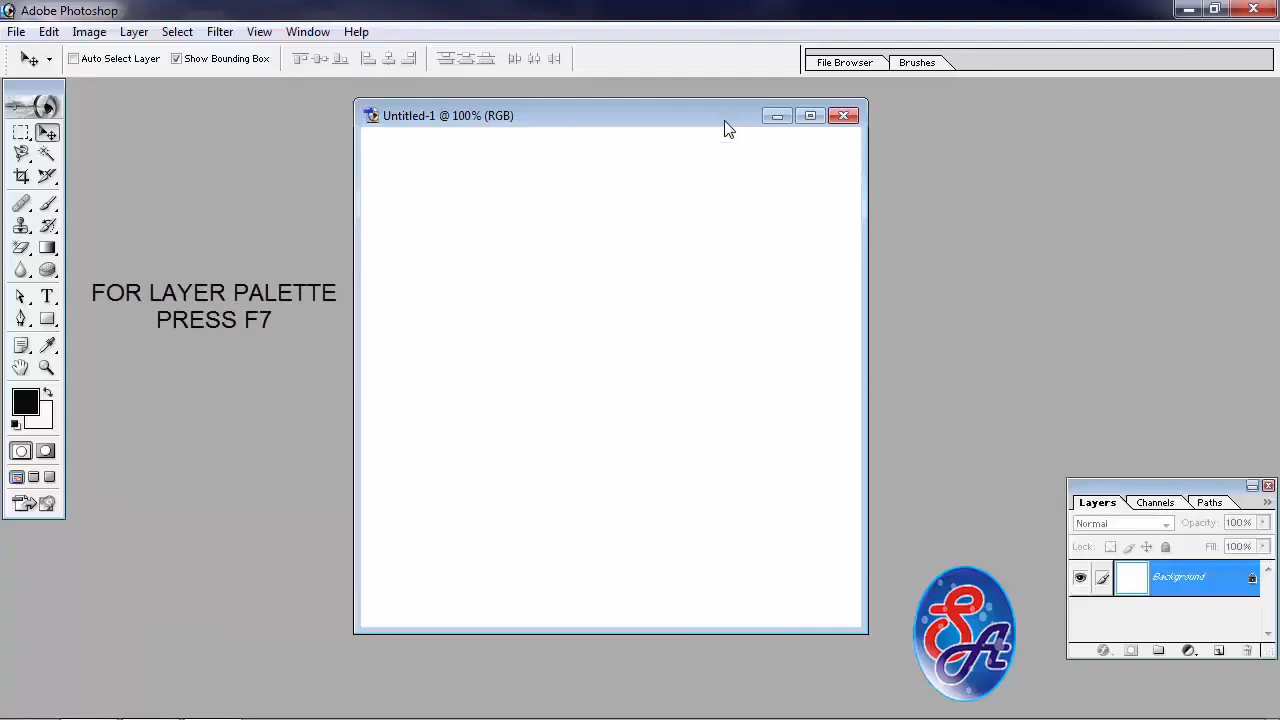 Adobe Photoshop
File Edit Image Layer Select Filter View Window Help
Auto Select Layer Show Bounding Box File Browser Brushes
Untitled-1 @ 100% (RGB)
FOR LAYER PALETTE
PRESS F7
Layers Channels Paths
Normal Opacity: 100%
Lock: Fill: 100%
Background
SA